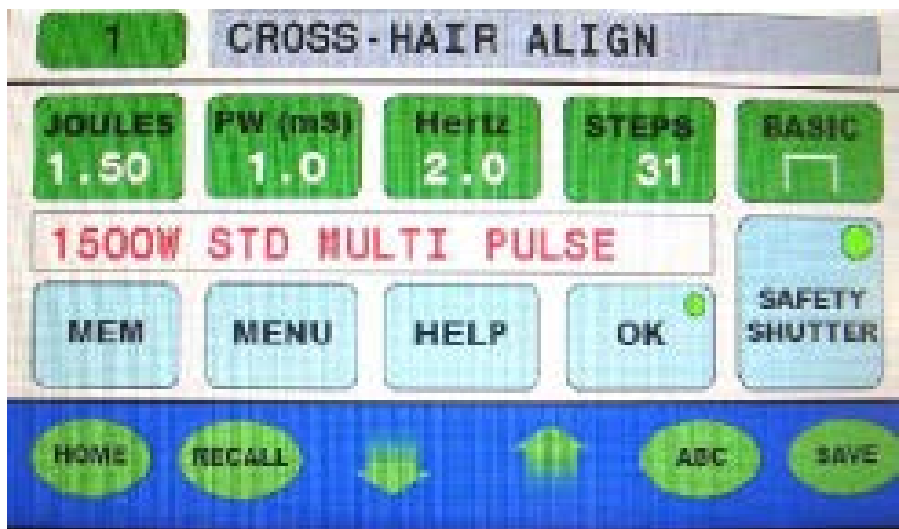 1 CROSS-HAIR ALIGN
JOULES PW (mS) Hertz STEPS BASIC
1.50 1.0 2.0 31
1500W STD MULTI PULSE
SAFETY
SHUTTER
MEM MENU HELP OK
HOME RECALL ABC SAVE